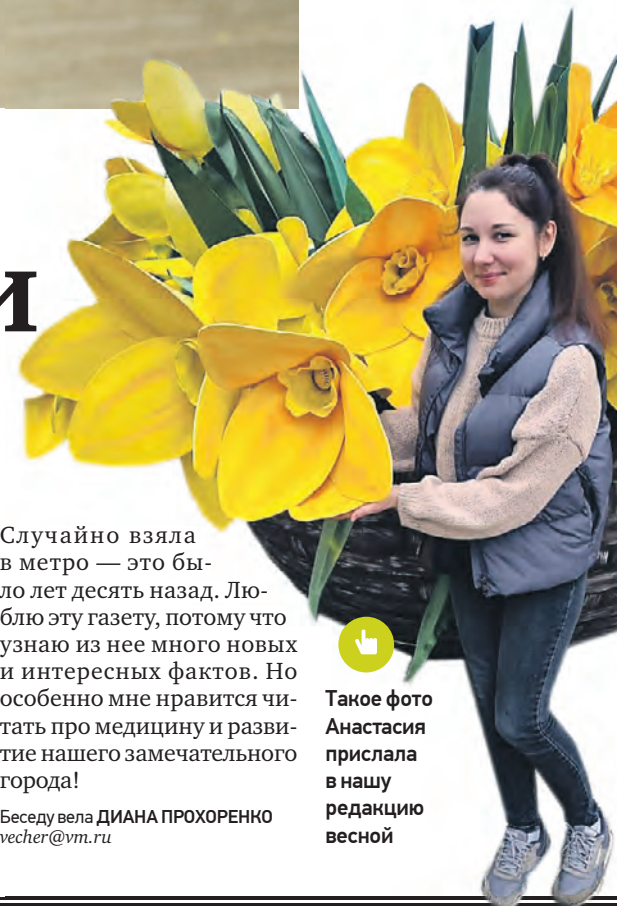 и
Случайно взяла
в метро — это бы-
ло лет десять назад. Лю-
блю эту газету, потому что
узнаю из нее много новых
и интересных фактов. Но
особенно мне нравится чи-
тать про медицину и разви-
тие нашего замечательного
города!
Беседу вела ДИАНА ПРОХОРЕНКО
vecher@vm.ru
Такое фото
Анастасия
прислала
в нашу
редакцию
весной